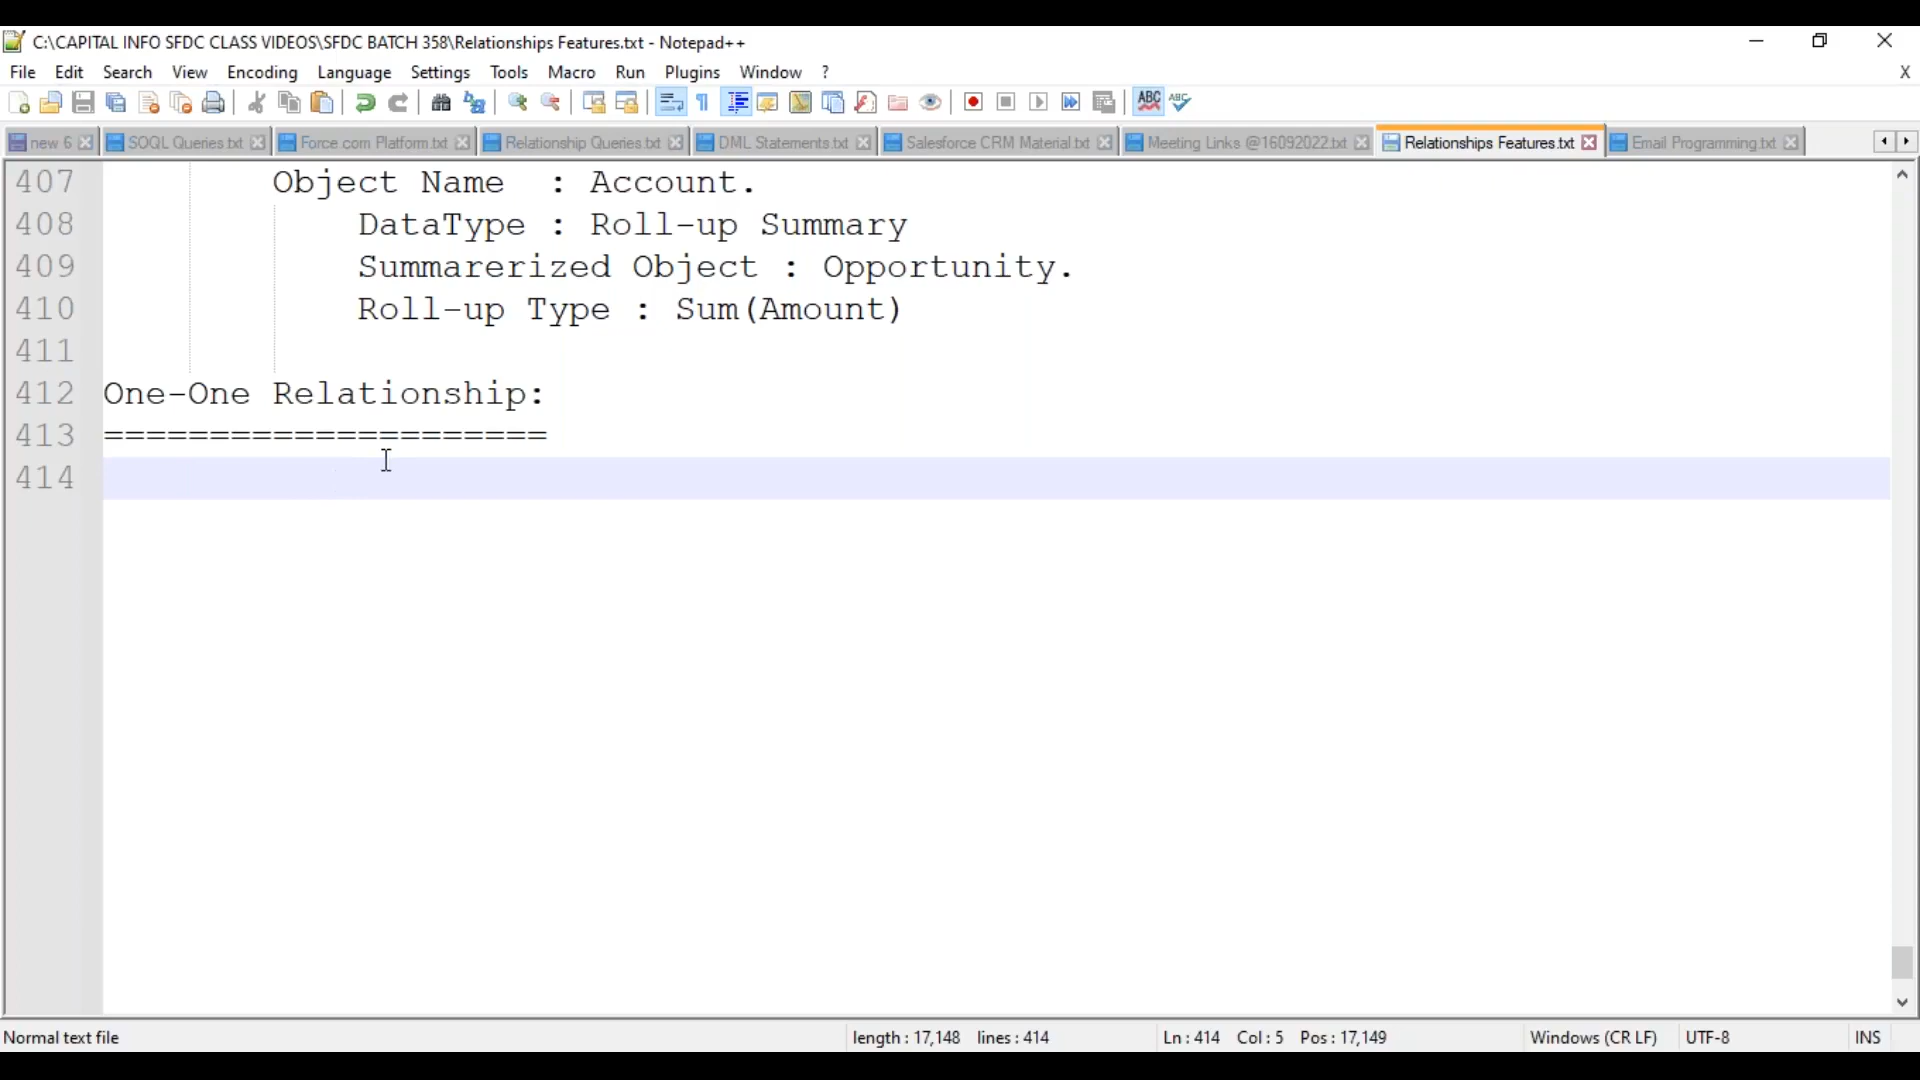 C:\CAPITAL INFO SFDC CLASS VIDEOS\SFDC BATCH 358\Relationships Features.txt - Notepad++
File Edit Search View Encoding Language Settings Tools Macro Run Plugins Window ? X
new 6 SOQL Queries.txt Force com Platform.txt Relationship Queries.txt DML Statements.txt Salesforce CRM Material.txt Meeting Links @16092022.txt Relationships Features.txt Email Programming.txt
407 Object Name : Account.
408 DataType : Roll-up Summary
409 Summarerized Object : Opportunity.
410 Roll-up Type : Sum(Amount)
411
412 One-One Relationship:
413 =====================
414
Normal text file length : 17,148 lines : 414 Ln : 414 Col : 5 Pos : 17,149 Windows (CR LF) UTF-8 INS